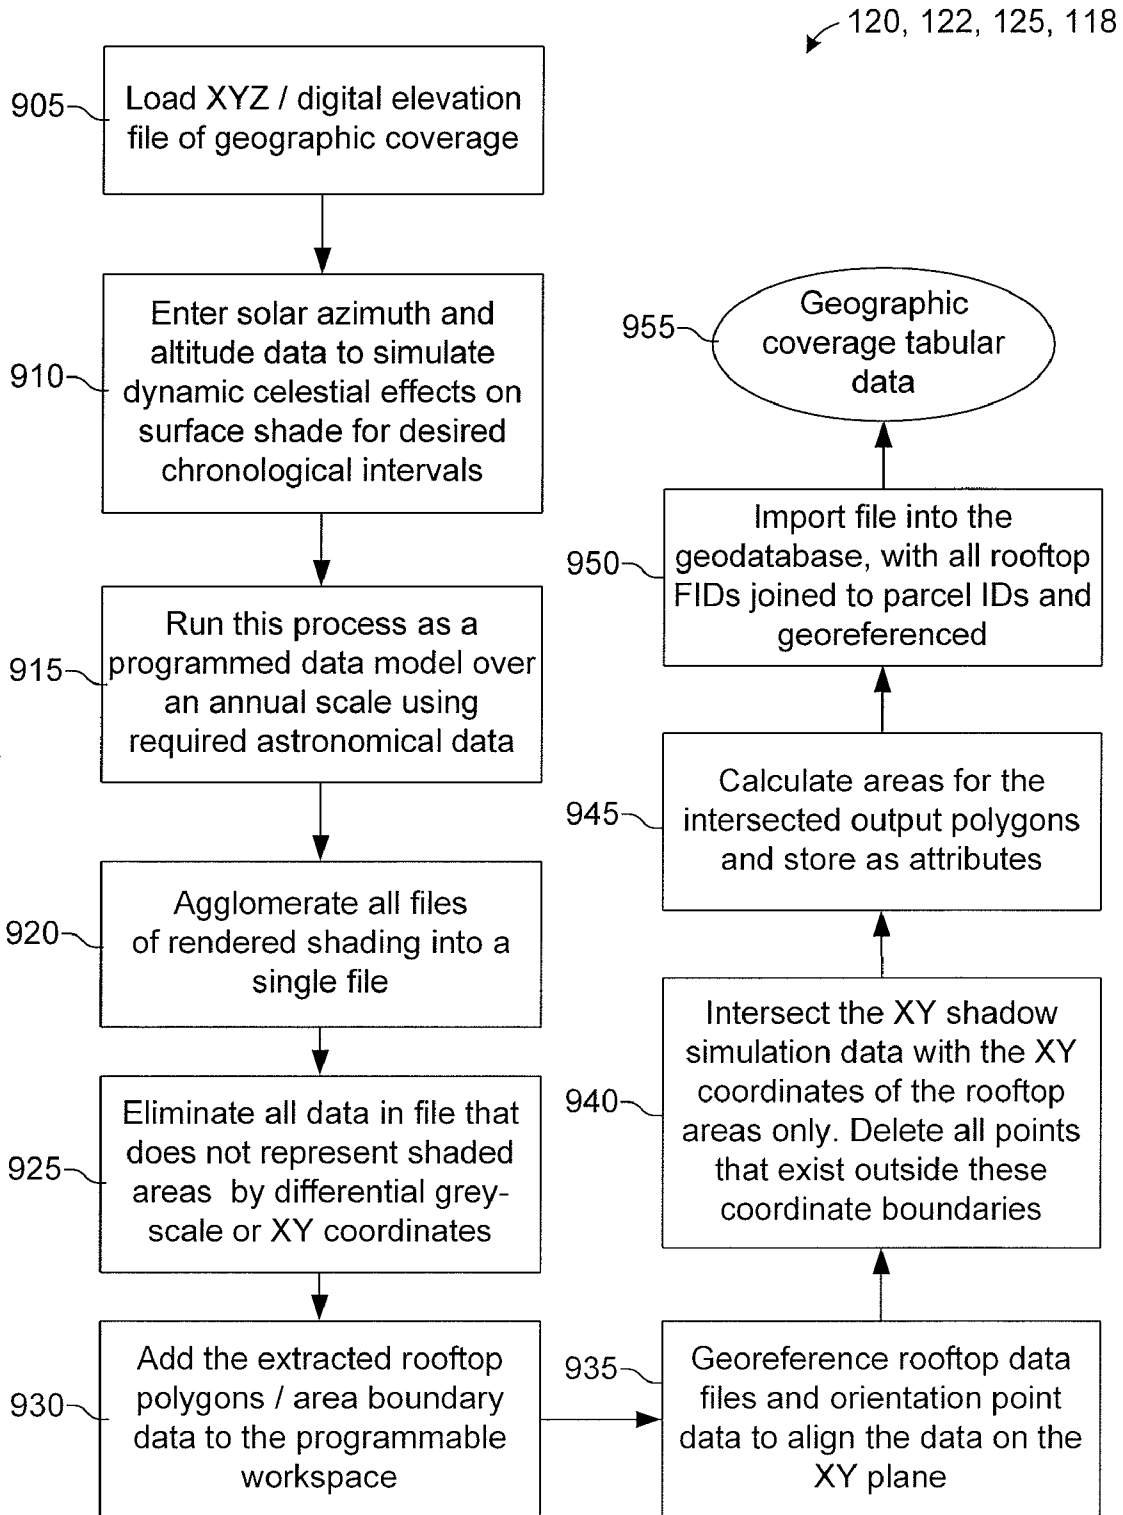 120, 122, 125, 118
905
Load XYZ / digital elevation
file of geographic coverage
910
Enter solar azimuth and
altitude data to simulate
dynamic celestial effects on
surface shade for desired
chronological intervals
915
Run this process as a
programmed data model over
an annual scale using
required astronomical data
920
Agglomerate all files
of rendered shading into a
single file
925
Eliminate all data in file that
does not represent shaded
areas by differential grey-
scale or XY coordinates
930
Add the extracted rooftop
polygons / area boundary
data to the programmable
workspace
935
Georeference rooftop data
files and orientation point
data to align the data on the
XY plane
940
Intersect the XY shadow
simulation data with the XY
coordinates of the rooftop
areas only. Delete all points
that exist outside these
coordinate boundaries
945
Calculate areas for the
intersected output polygons
and store as attributes
950
Import file into the
geodatabase, with all rooftop
FIDs joined to parcel IDs and
georeferenced
955
Geographic
coverage tabular
data